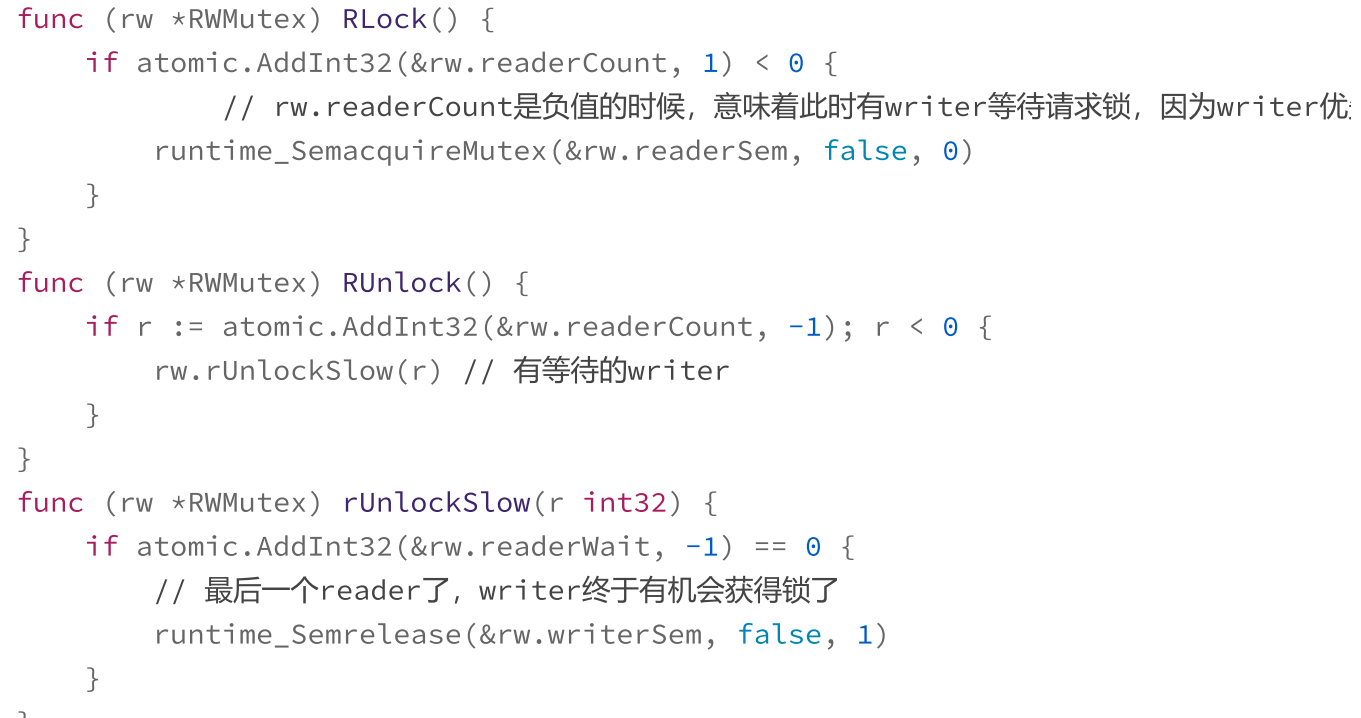 func (rw *RWMutex) RLock() {
    if atomic.AddInt32(&rw.readerCount, 1) < 0 {
            // rw.readerCount是负值的时候，意味着此时有writer等待请求锁，因为writer优
        runtime_SemacquireMutex(&rw.readerSem, false, 0)
    }
}
func (rw *RWMutex) RUnlock() {
    if r := atomic.AddInt32(&rw.readerCount, -1); r < 0 {
        rw.rUnlockSlow(r) // 有等待的writer
    }
}
func (rw *RWMutex) rUnlockSlow(r int32) {
    if atomic.AddInt32(&rw.readerWait, -1) == 0 {
        // 最后一个reader了，writer终于有机会获得锁了
        runtime_Semrelease(&rw.writerSem, false, 1)
    }
}